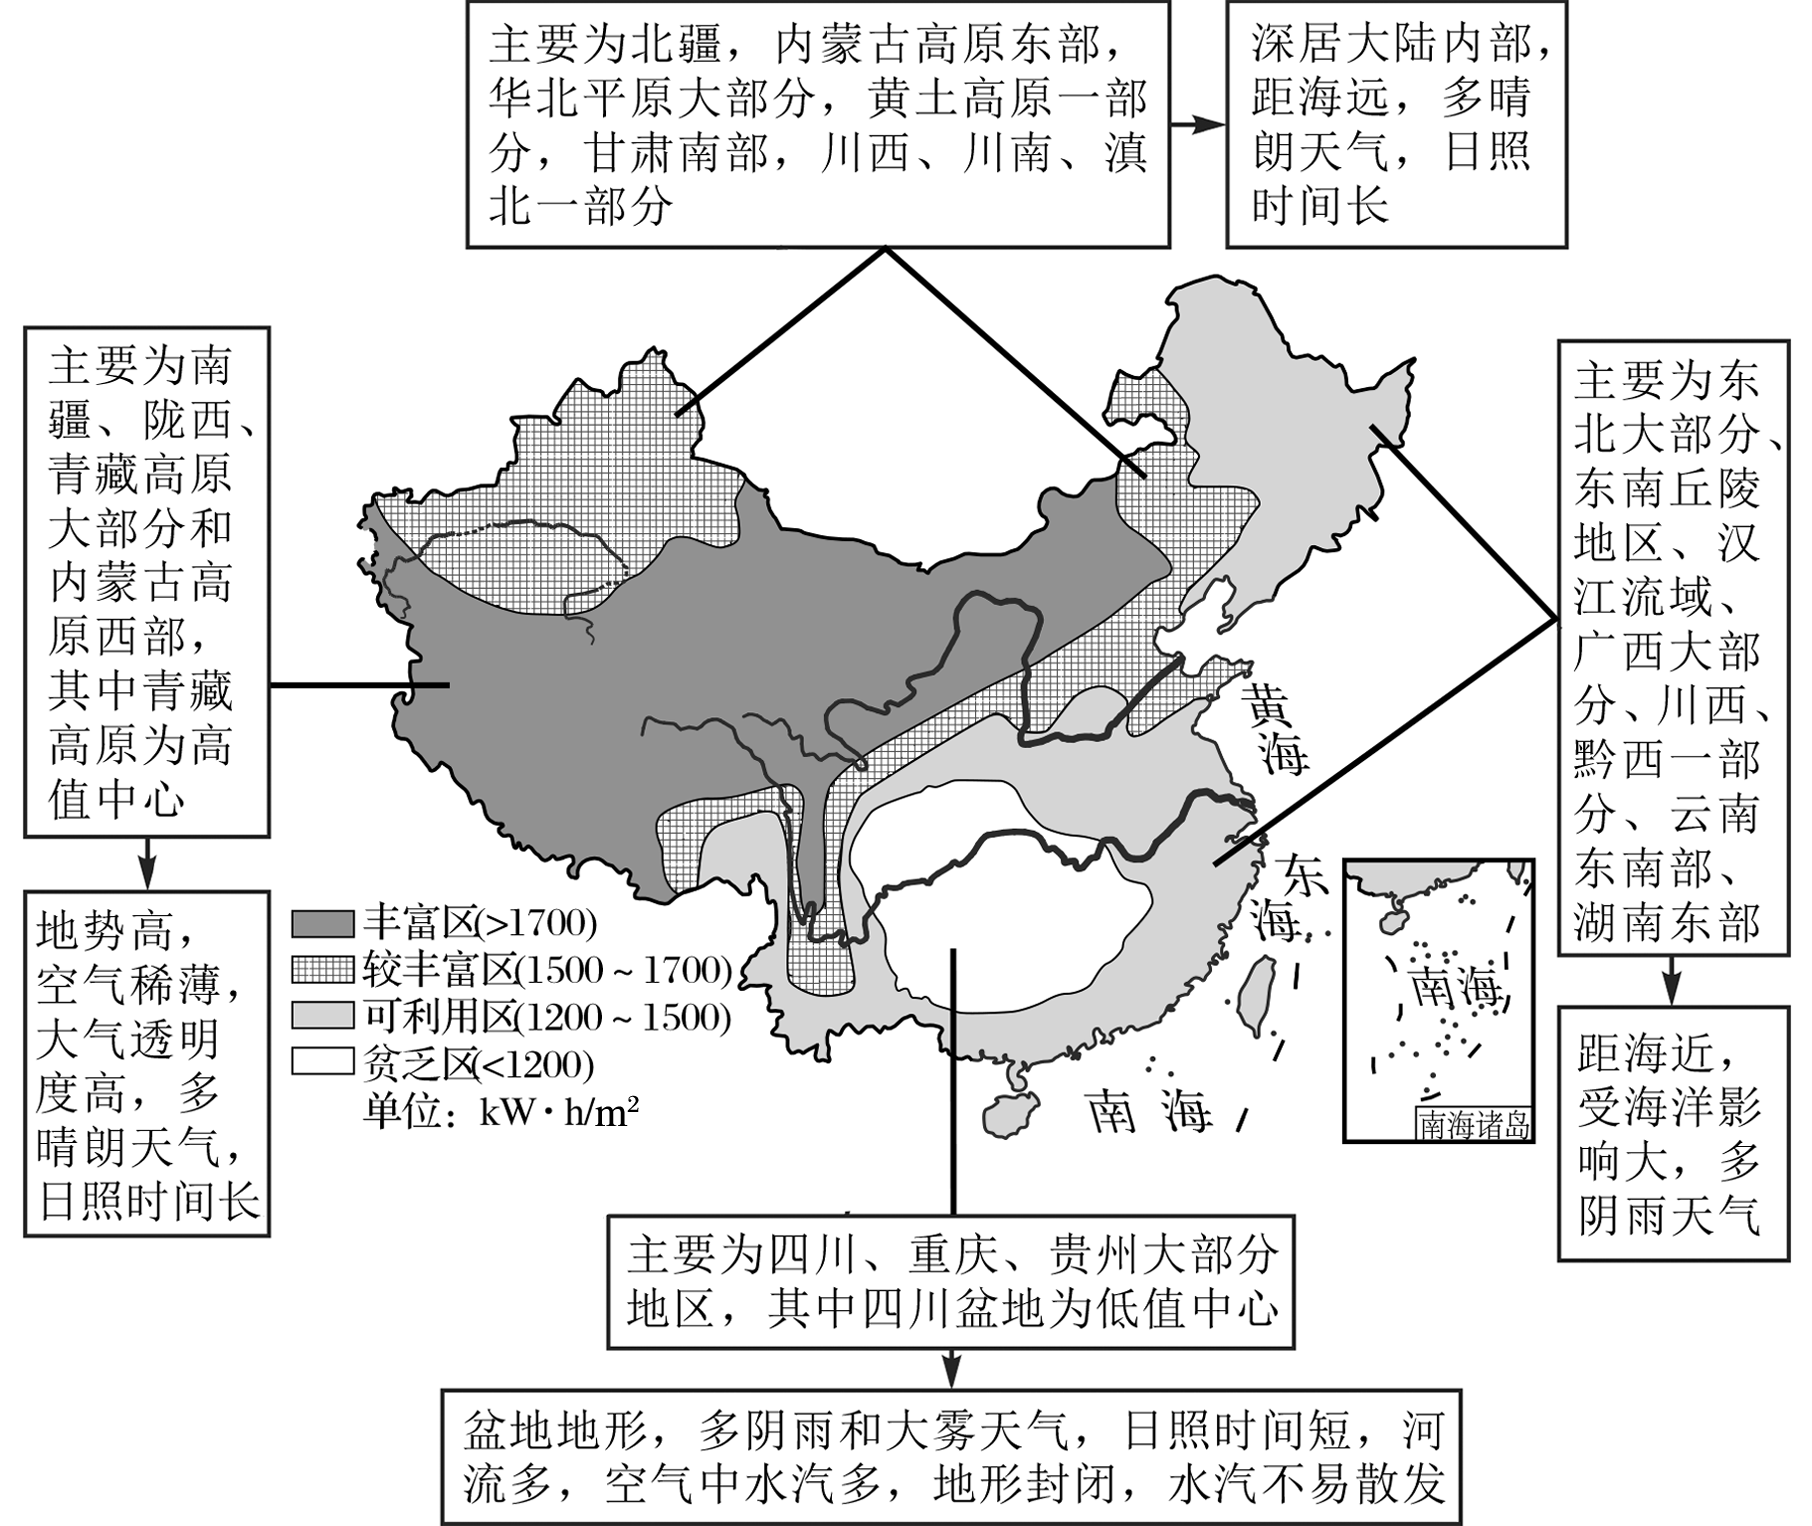 主要为北疆，内蒙古高原东部，
华北平原大部分，黄土高原一部
分，甘肃南部，川西、川南、滇
北一部分
深居大陆内部，
距海远，多晴
朗天气，日照
时间长
主要为南
疆、陇西、
青藏高原
大部分和
内蒙古高
原西部，
其中青藏
高原为高
值中心
地势高，
空气稀薄，
大气透明
度高，多
晴朗天气，
日照时间长
主要为东
北大部分、
东南丘陵
地区、汉
江流域、
广西大部
分、川西、
黔西一部
分、云南
东南部、
湖南东部
距海近，
受海洋影
响大，多
阴雨天气
黄海
东海
南海
南海
南海诸岛
丰富区(>1700)
较丰富区(1500～1700)
可利用区(1200～1500)
贫乏区(<1200)
单位：kW·h/m²
主要为四川、重庆、贵州大部分
地区，其中四川盆地为低值中心
盆地地形，多阴雨和大雾天气，日照时间短，河
流多，空气中水汽多，地形封闭，水汽不易散发